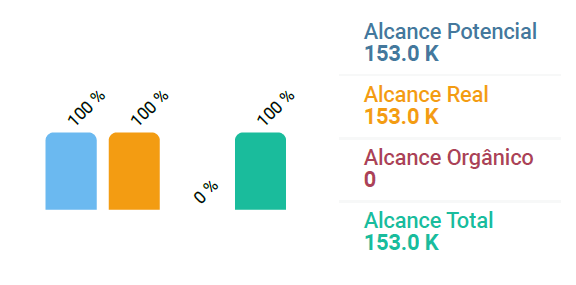 100 %
100 %
0 %
100 %
Alcance Potencial
153.0 K
Alcance Real
153.0 K
Alcance Orgânico
0
Alcance Total
153.0 K